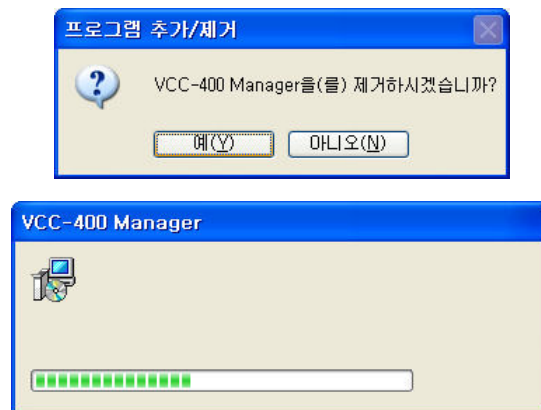 프로그램 추가/제거
VCC-400 Manager을(를) 제거하시겠습니까?
예(Y)
아니오(N)
VCC-400 Manager